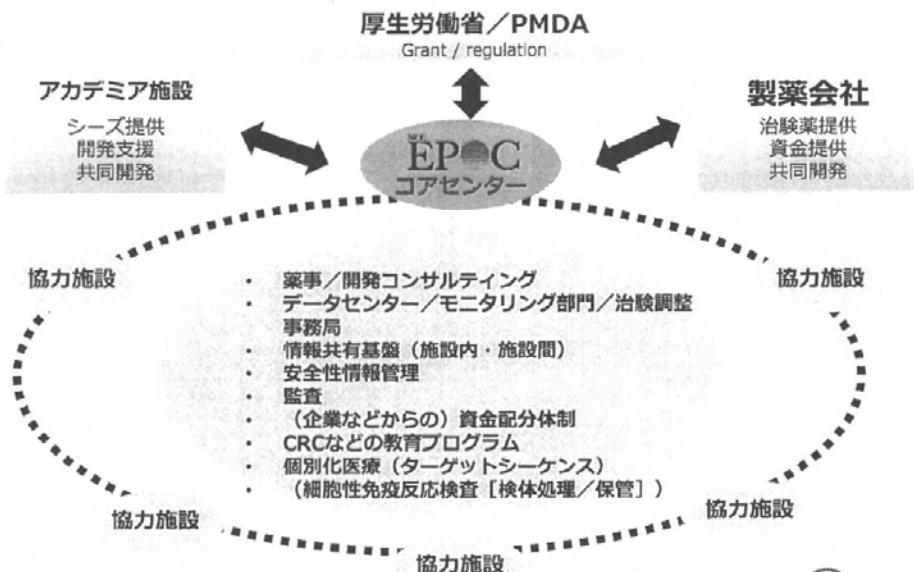 厚生労働省／PMDA
Grant / regulation
アカデミア施設
シーズ提供
開発支援
共同開発
製薬会社
治験薬提供
資金提供
共同開発
NCC
EPOC
コアセンター
協力施設
協力施設
・ 薬事／開発コンサルティング
・ データセンター／モニタリング部門／治験調整
事務局
・ 情報共有基盤（施設内・施設間）
・ 安全性情報管理
・ 監査
・ （企業などからの）資金配分体制
・ CRCなどの教育プログラム
・ 個別化医療（ターゲットシーケンス）
・ （細胞性免疫反応検査［検体処理／保管］）
協力施設
協力施設
協力施設